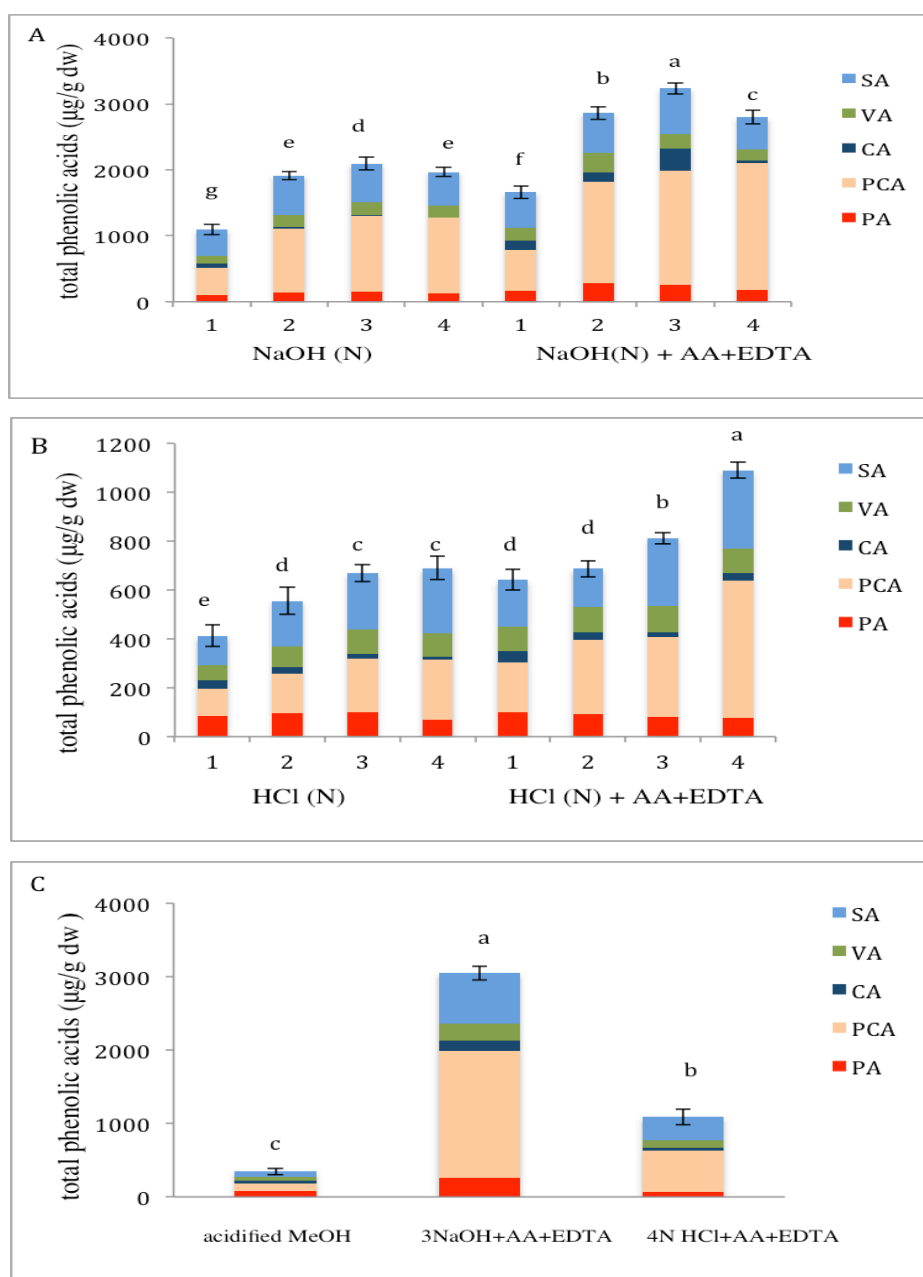 A
total phenolic acids (µg/g dw)
4000
3000
2000
1000
0
g e d e f b a c
1 2 3 4 1 2 3 4
NaOH (N) NaOH(N) + AA+EDTA
SA
VA
CA
PCA
PA
B
total phenolic acids (µg/g dw)
1200
1000
800
600
400
200
0
e d c c d d b a
1 2 3 4 1 2 3 4
HCl (N) HCl (N) + AA+EDTA
SA
VA
CA
PCA
PA
C
total phenolic acids (µg/g dw )
4000
3000
2000
1000
0
c a b
acidified MeOH 3NaOH+AA+EDTA 4N HCl+AA+EDTA
SA
VA
CA
PCA
PA